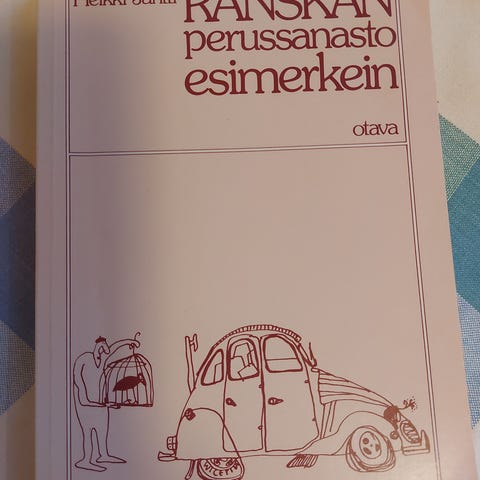 RANSKAN
perussanasto
esimerkein
otava